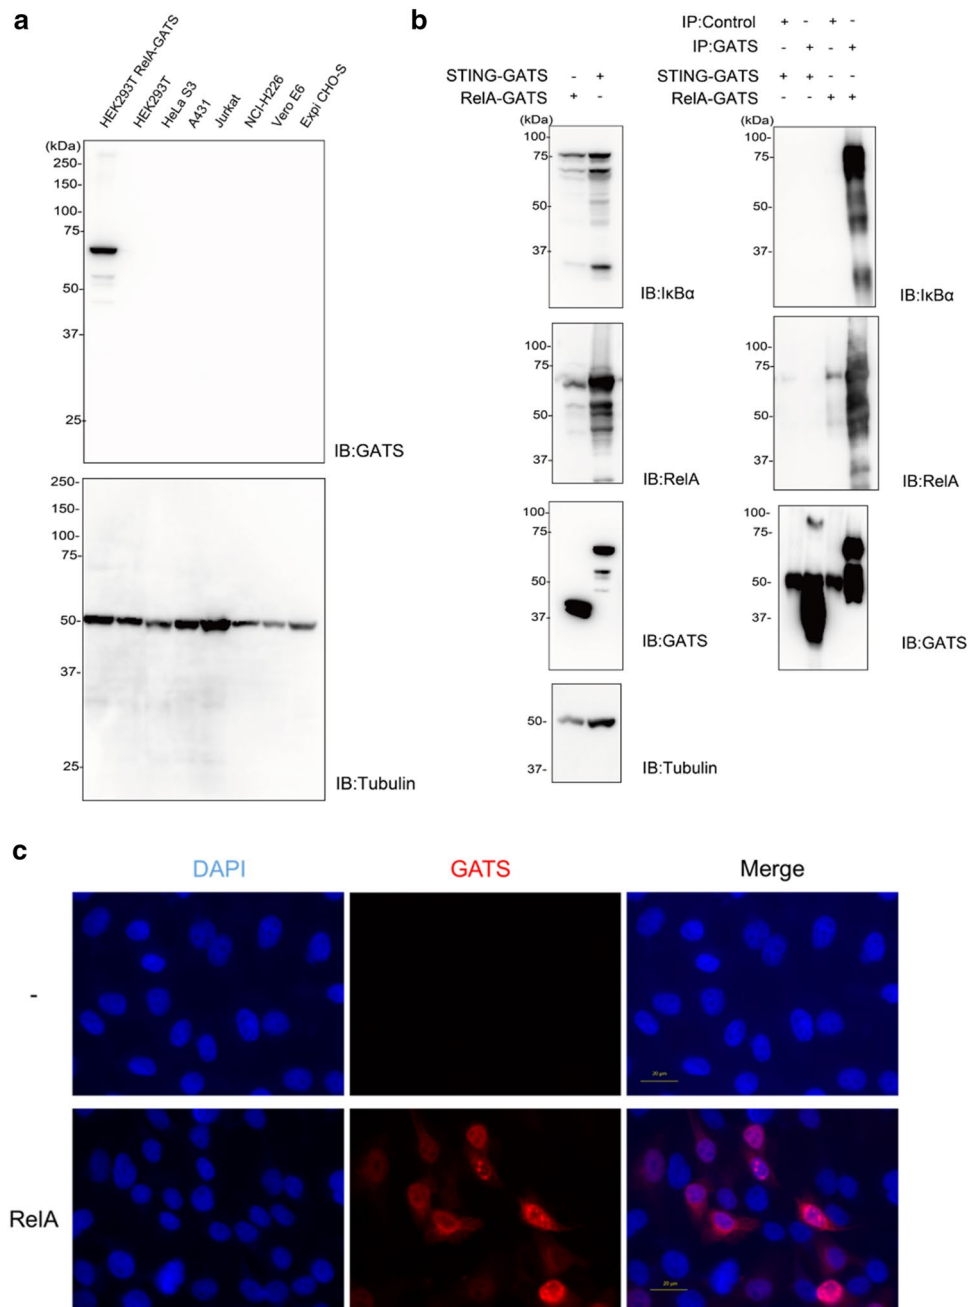 a
HEK293T RelA-GATS
HEK293T
HeLa S3
A431
Jurkat
NCI-H226
Vero E6
Expi CHO-S
(kDa)
250-
150-
100-
75-
50-
37-
25-
IB:GATS
250-
150-
100-
75-
50-
37-
25-
IB:Tubulin
b
STING-GATS - +
RelA-GATS + -
(kDa)
100-
75-
50-
37-
IB:IκBα
100-
75-
50-
37-
IB:RelA
100-
75-
50-
37-
IB:GATS
50-
37-
IB:Tubulin
IP:Control + - + -
IP:GATS - + - +
STING-GATS + + - -
RelA-GATS - - + +
(kDa)
100-
75-
50-
37-
IB:IκBα
100-
75-
50-
37-
IB:RelA
100-
75-
50-
37-
IB:GATS
c
DAPI GATS Merge
-
20 μm
RelA
20 μm